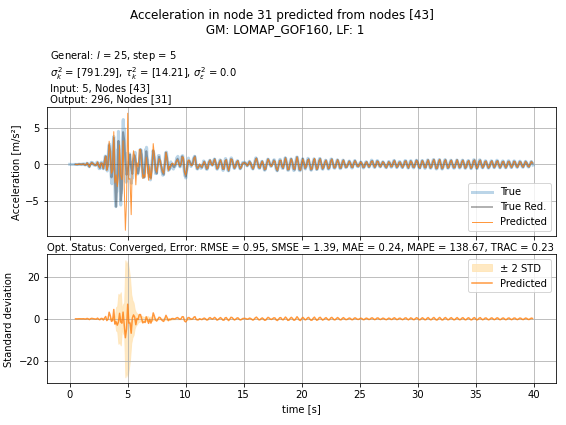 Acceleration in node 31 predicted from nodes [43]
GM: LOMAP_GOF160, LF: 1
General: l = 25, step = 5
σ²ₖ = [791.29], τ²ₖ = [14.21], σ²ε = 0.0
Input: 5, Nodes [43]
Output: 296, Nodes [31]
Acceleration [m/s²]
5
0
−5
True
True Red.
Predicted
Opt. Status: Converged, Error: RMSE = 0.95, SMSE = 1.39, MAE = 0.24, MAPE = 138.67, TRAC = 0.23
Standard deviation
20
0
−20
± 2 STD
Predicted
0 5 10 15 20 25 30 35 40
time [s]